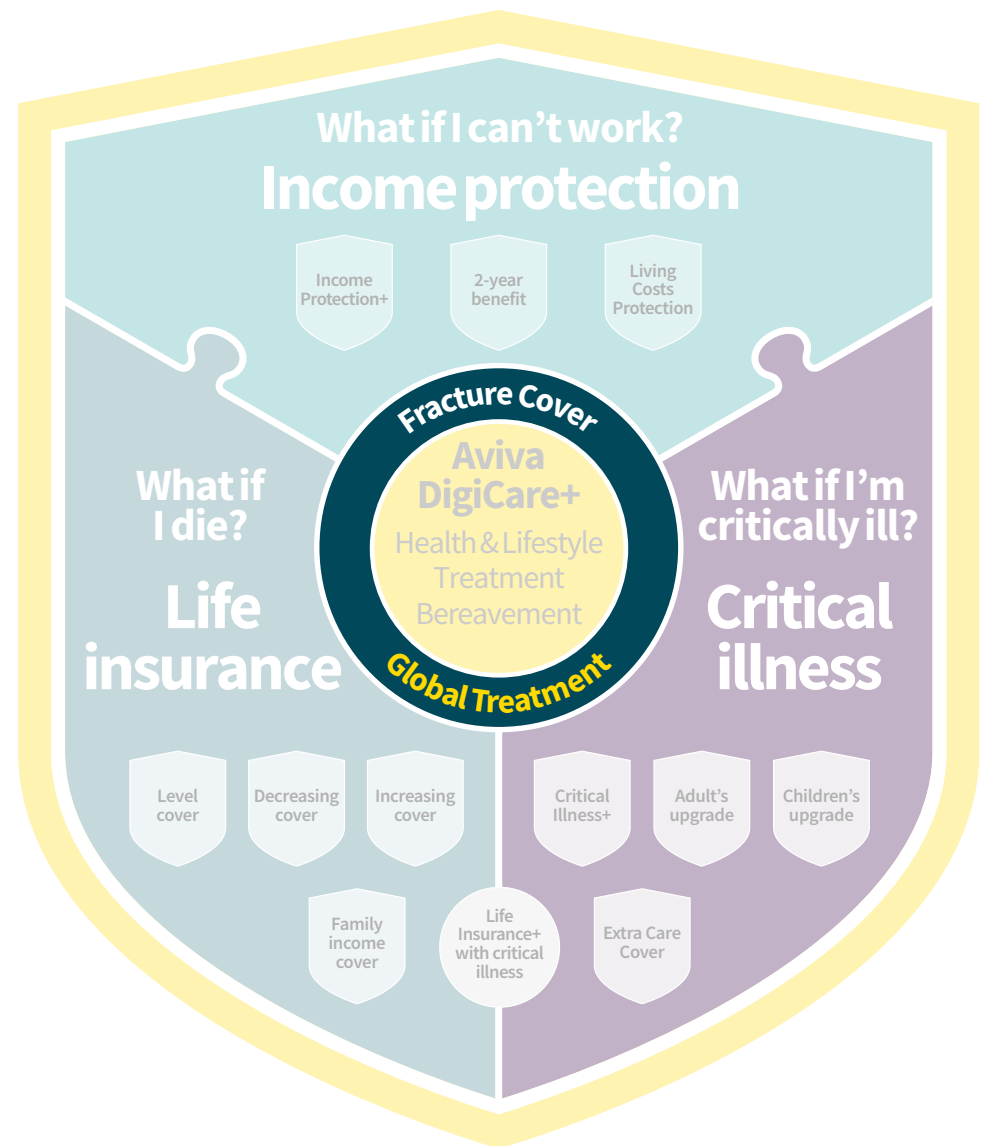 What if I can’t work?
Income protection
Income
Protection+
2-year
benefit
Living
Costs
Protection
Fracture Cover
Aviva
DigiCare+
Health & Lifestyle
Treatment
Bereavement
Global Treatment
What if
I die?
Life
insurance
What if I’m
critically ill?
Critical
illness
Level
cover
Decreasing
cover
Increasing
cover
Critical
Illness+
Adult’s
upgrade
Children’s
upgrade
Family
income
cover
Life
Insurance+
with critical
illness
Extra Care
Cover